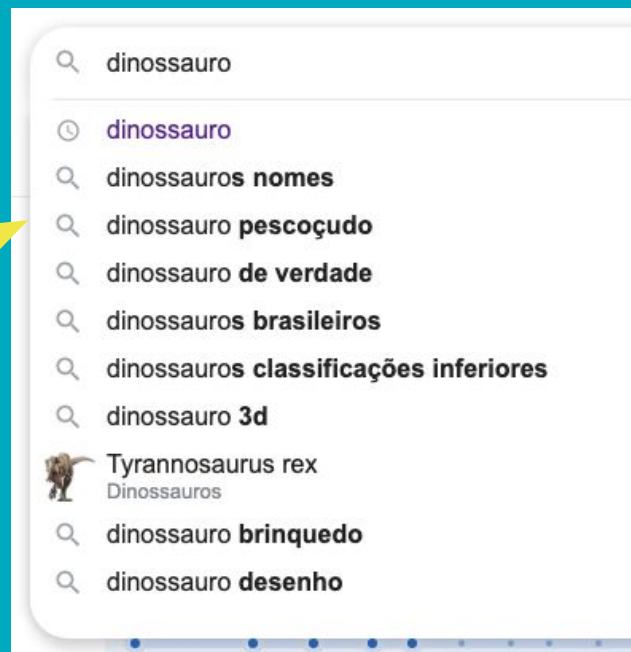 dinossauro
dinossauro
dinossauros nomes
dinossauro pescoçudo
dinossauro de verdade
dinossauros brasileiros
dinossauros classificações inferiores
dinossauro 3d
Tyrannosaurus rex
Dinossauros
dinossauro brinquedo
dinossauro desenho